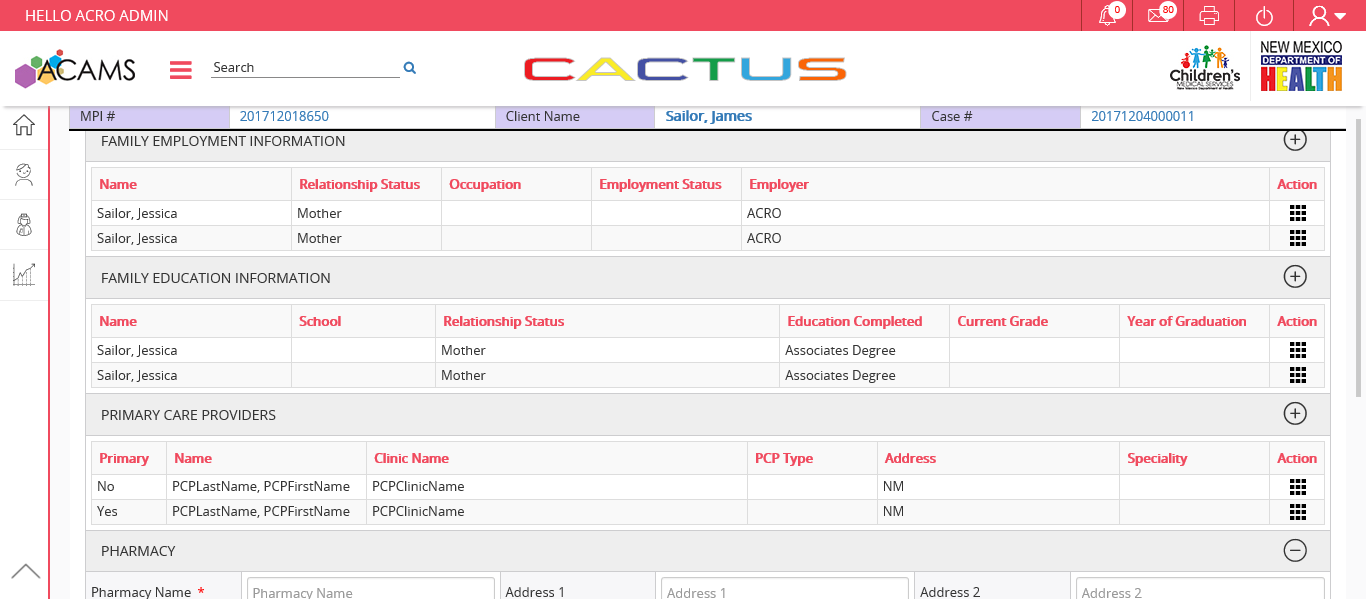 HELLO ACRO ADMIN 0 80
ACAMS Search CACTUS Children's MEDICAL SERVICES New Mexico Department of Health NEW MEXICO DEPARTMENT OF HEALTH
MPI # 201712018650 Client Name Sailor, James Case # 20171204000011
FAMILY EMPLOYMENT INFORMATION
Name Relationship Status Occupation Employment Status Employer Action
Sailor, Jessica Mother ACRO
Sailor, Jessica Mother ACRO
FAMILY EDUCATION INFORMATION
Name School Relationship Status Education Completed Current Grade Year of Graduation Action
Sailor, Jessica Mother Associates Degree
Sailor, Jessica Mother Associates Degree
PRIMARY CARE PROVIDERS
Primary Name Clinic Name PCP Type Address Speciality Action
No PCPLastName, PCPFirstName PCPClinicName NM
Yes PCPLastName, PCPFirstName PCPClinicName NM
PHARMACY
Pharmacy Name * Pharmacy Name Address 1 Address 1 Address 2 Address 2